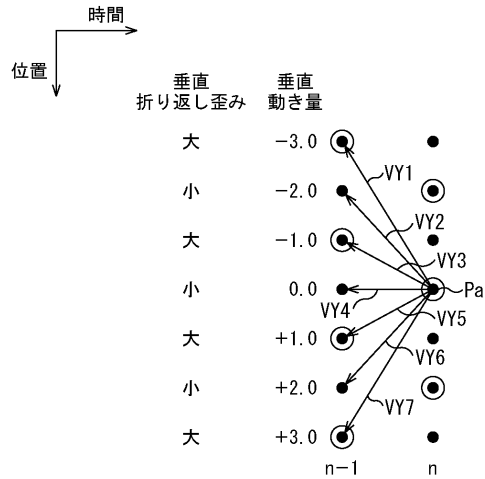 時間
位置
垂直 垂直
折り返し歪み 動き量
大 −3.0
VY1
小 −2.0
VY2
大 −1.0
VY3
小 0.0
Pa
VY4
VY5
大 +1.0
VY6
小 +2.0
VY7
大 +3.0
n−1 n